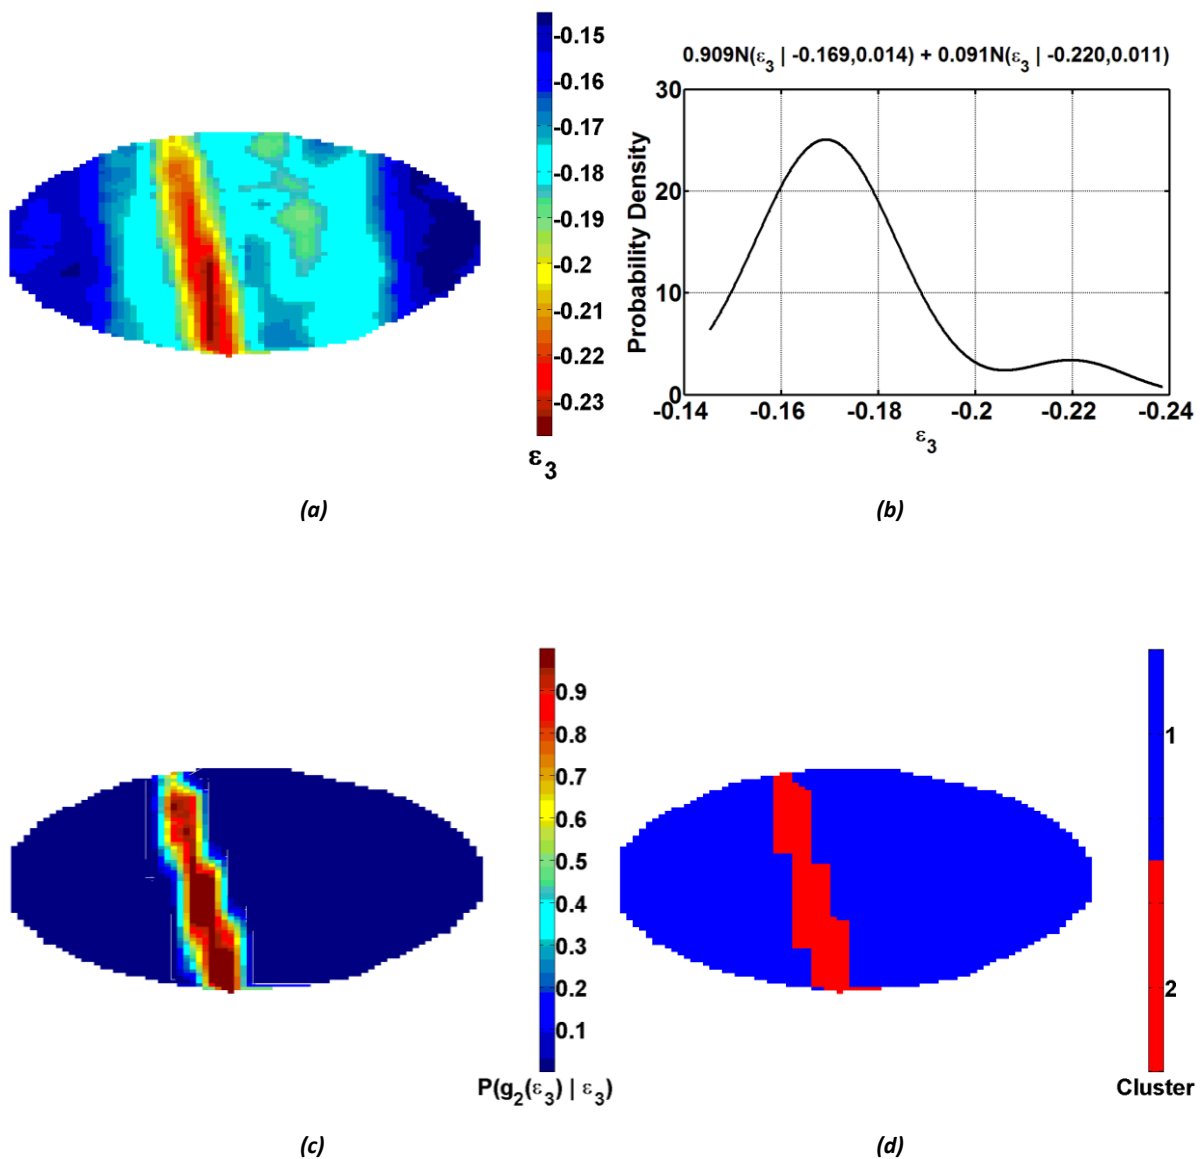 -0.15
-0.16
-0.17
-0.18
-0.19
-0.2
-0.21
-0.22
-0.23
ε3
(a)
0.909N(ε3 | -0.169,0.014) + 0.091N(ε3 | -0.220,0.011)
Probability Density
30
20
10
0
-0.14 -0.16 -0.18 -0.2 -0.22 -0.24
ε3
(b)
0.9
0.8
0.7
0.6
0.5
0.4
0.3
0.2
0.1
P(g2(ε3) | ε3)
(c)
1
2
Cluster
(d)